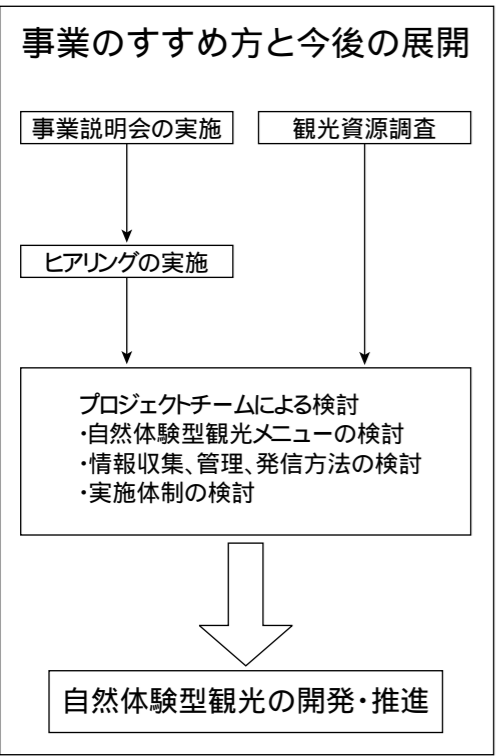 事業のすすめ方と今後の展開
事業説明会の実施
観光資源調査
ヒアリングの実施
プロジェクトチームによる検討
・自然体験型観光メニューの検討
・情報収集、管理、発信方法の検討
・実施体制の検討
自然体験型観光の開発・推進